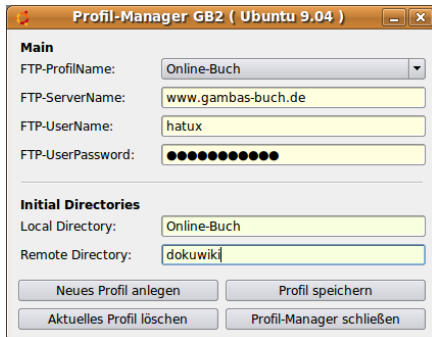 Profil-Manager GB2 ( Ubuntu 9.04 )
Main
FTP-ProfilName: Online-Buch
FTP-ServerName: www.gambas-buch.de
FTP-UserName: hatux
FTP-UserPassword: ●●●●●●●●●●●
Initial Directories
Local Directory: Online-Buch
Remote Directory: dokuwiki
Neues Profil anlegen Profil speichern
Aktuelles Profil löschen Profil-Manager schließen